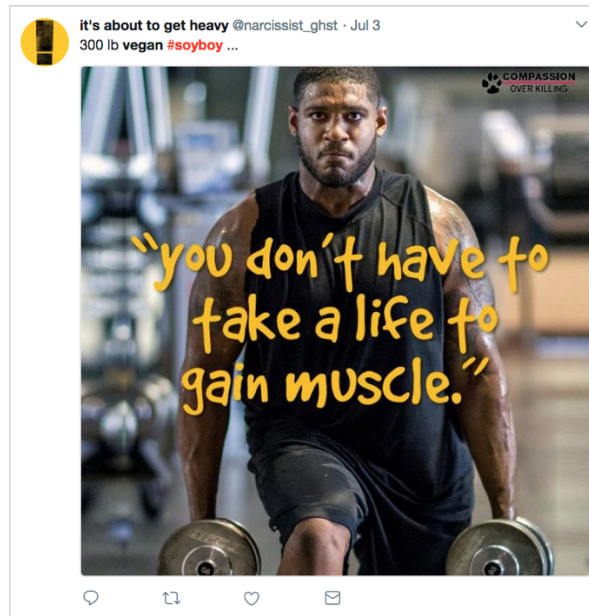 it's about to get heavy @narcissist_ghst · Jul 3
300 lb vegan #soyboy ...
COMPASSION
OVER KILLING
“you don't have to
take a life to
gain muscle.”